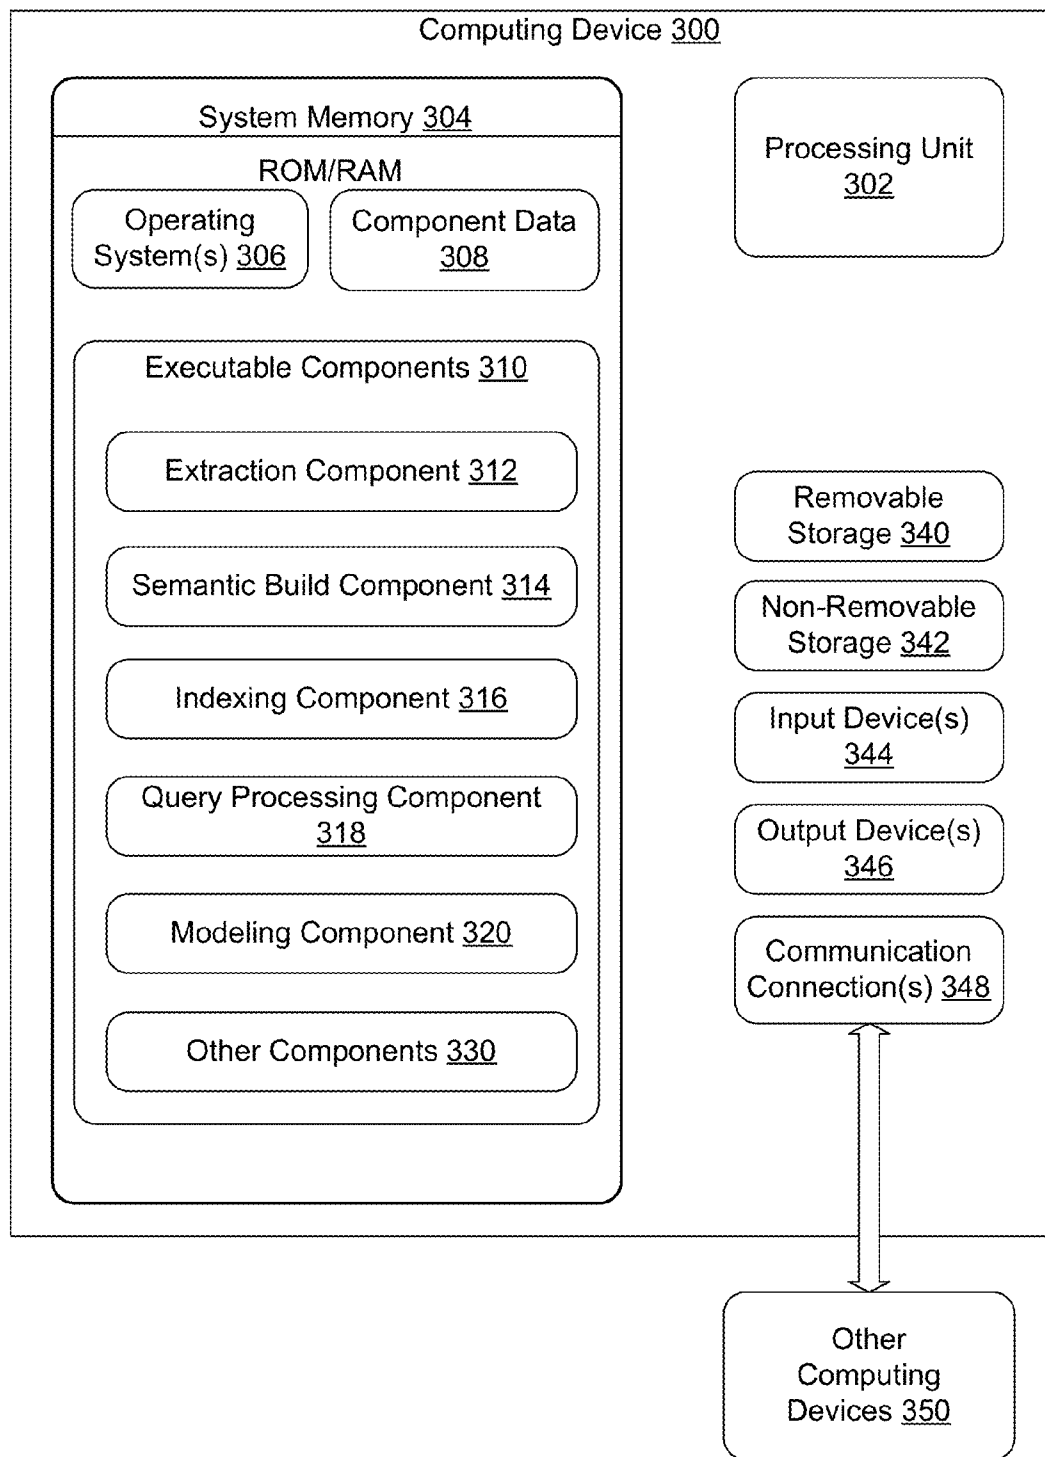 Computing Device 300
System Memory 304
ROM/RAM
Operating
System(s) 306
Component Data
308
Executable Components 310
Extraction Component 312
Semantic Build Component 314
Indexing Component 316
Query Processing Component
318
Modeling Component 320
Other Components 330
Processing Unit
302
Removable
Storage 340
Non-Removable
Storage 342
Input Device(s)
344
Output Device(s)
346
Communication
Connection(s) 348
Other
Computing
Devices 350